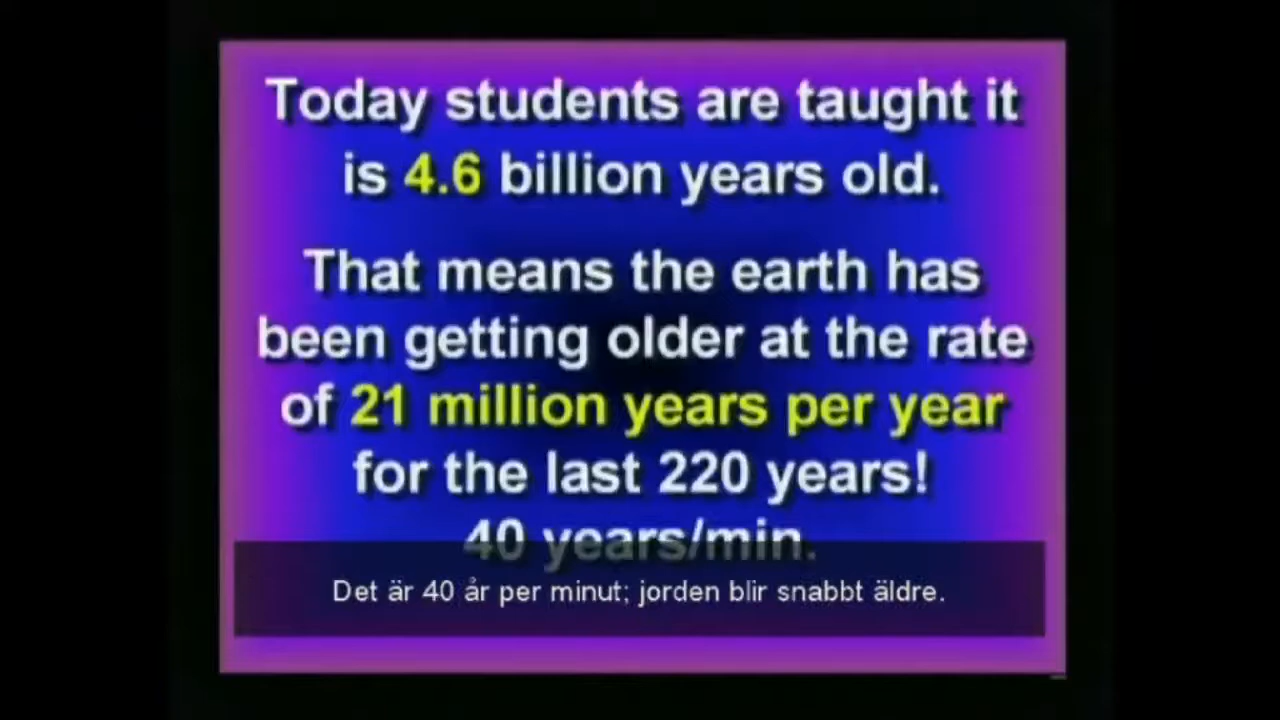 Today students are taught it
is 4.6 billion years old.
That means the earth has
been getting older at the rate
of 21 million years per year
for the last 220 years!
40 years/min.
Det är 40 år per minut; jorden blir snabbt äldre.